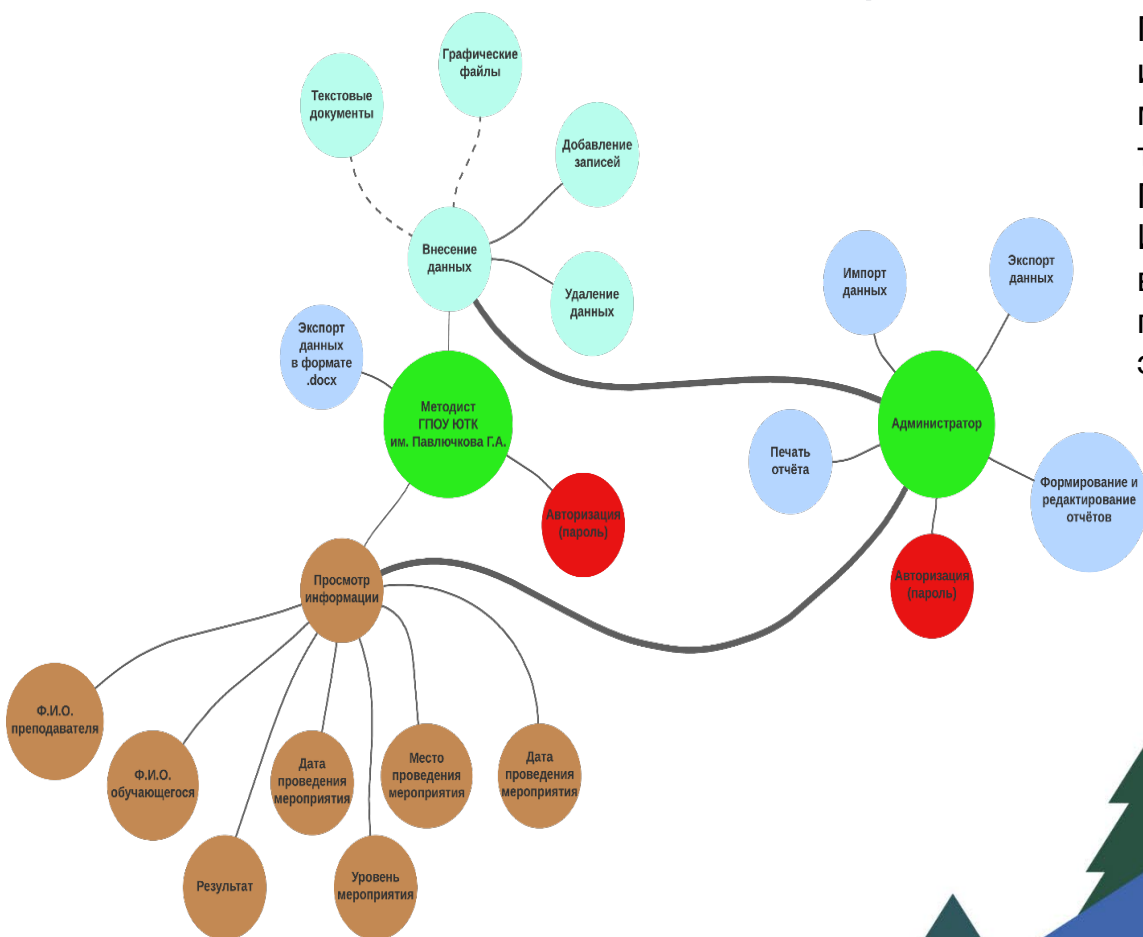 Графические
файлы
Текстовые
документы
Добавление
записей
Внесение
данных
Удаление
данных
Импорт
данных
Экспорт
данных
Экспорт
данных
в формате
.docx
Методист
ГПОУ ЮТК
им. Павлючкова Г.А.
Администратор
Печать
отчёта
Формирование и
редактирование
отчётов
Авторизация
(пароль)
Авторизация
(пароль)
Просмотр
информации
Ф.И.О.
преподавателя
Ф.И.О.
обучающегося
Дата
проведения
мероприятия
Место
проведения
мероприятия
Дата
проведения
мероприятия
Результат
Уровень
мероприятия